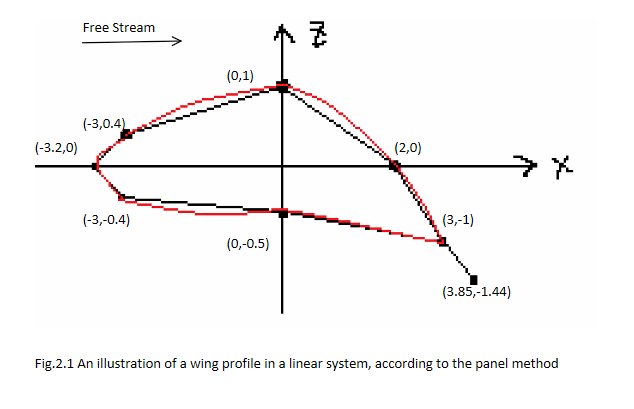 Free Stream
Z
(0,1)
(-3,0.4)
(-3.2,0)
(2,0)
X
(-3,-0.4)
(3,-1)
(0,-0.5)
(3.85,-1.44)
Fig.2.1 An illustration of a wing profile in a linear system, according to the panel method